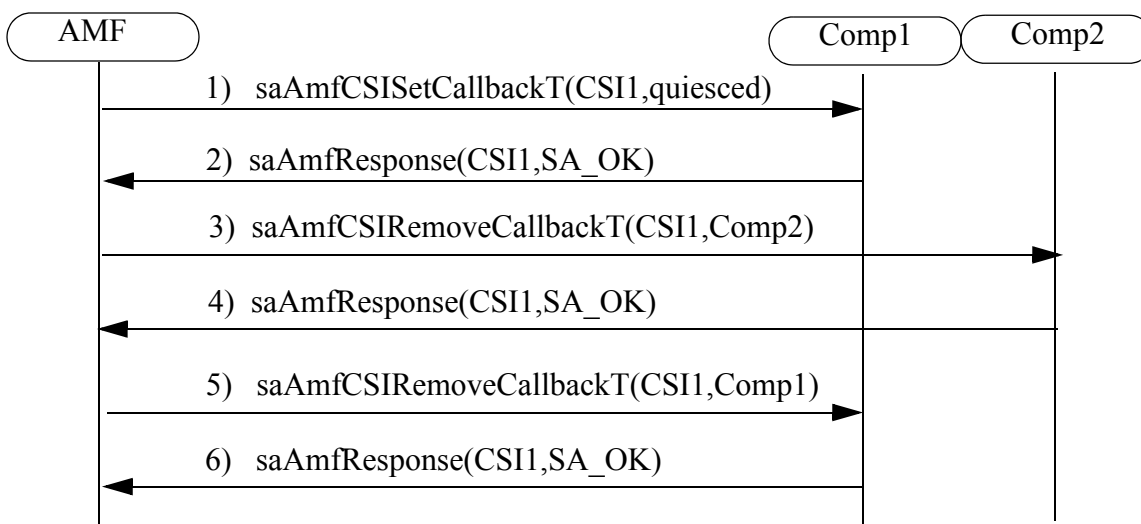 AMF
Comp1
Comp2
1) saAmfCSISetCallbackT(CSI1,quiesced)
2) saAmfResponse(CSI1,SA_OK)
3) saAmfCSIRemoveCallbackT(CSI1,Comp2)
4) saAmfResponse(CSI1,SA_OK)
5) saAmfCSIRemoveCallbackT(CSI1,Comp1)
6) saAmfResponse(CSI1,SA_OK)